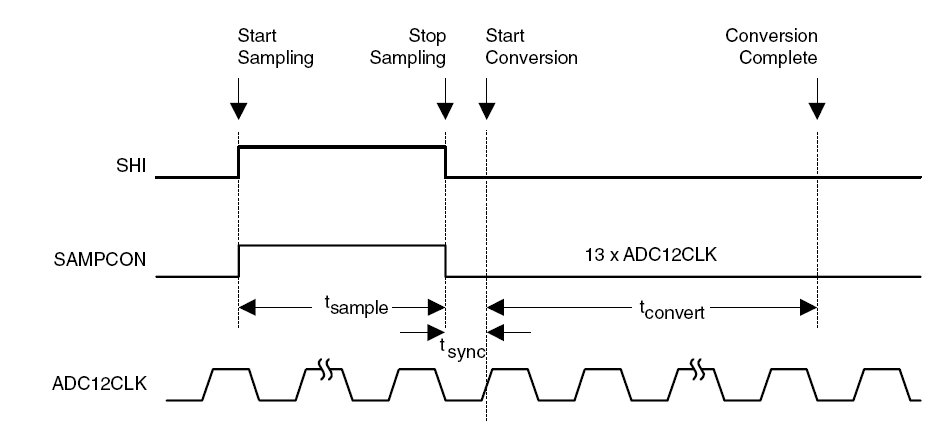 Start
Sampling
Stop
Sampling
Start
Conversion
Conversion
Complete
SHI
SAMPCON
13 x ADC12CLK
tsample
tconvert
tsync
ADC12CLK